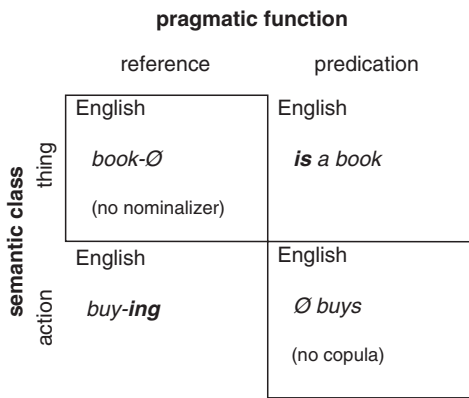 pragmatic function
reference predication
semantic class
thing
English
book-Ø
(no nominalizer)
English
is a book
action
English
buy-ing
English
Ø buys
(no copula)